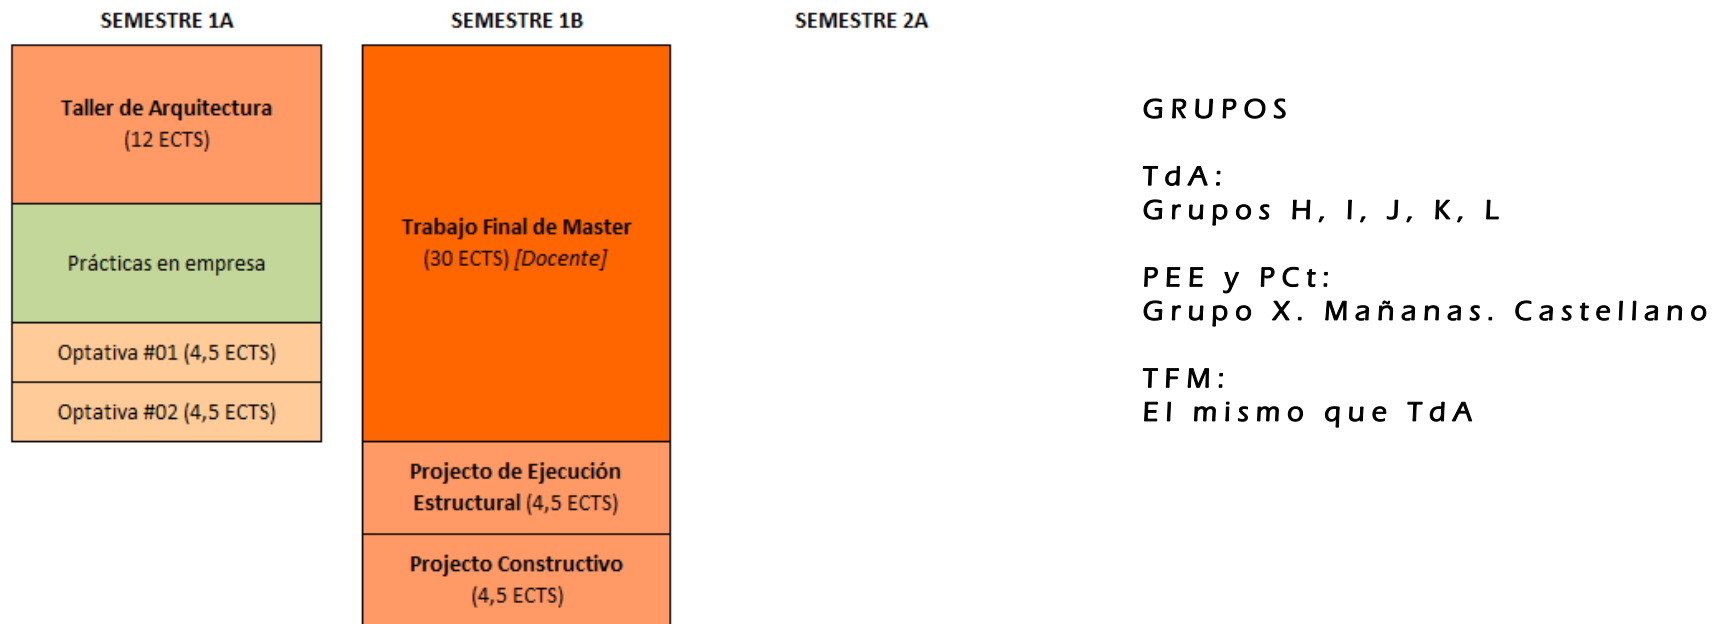 SEMESTRE 1A
SEMESTRE 1B
SEMESTRE 2A
Taller de Arquitectura
(12 ECTS)
Prácticas en empresa
Optativa #01 (4,5 ECTS)
Optativa #02 (4,5 ECTS)
Trabajo Final de Master
(30 ECTS) [Docente]
Projecto de Ejecución
Estructural (4,5 ECTS)
Projecto Constructivo
(4,5 ECTS)
GRUPOS
TdA:
Grupos H, I, J, K, L
PEE y PCt:
Grupo X. Mañanas. Castellano
TFM:
El mismo que TdA